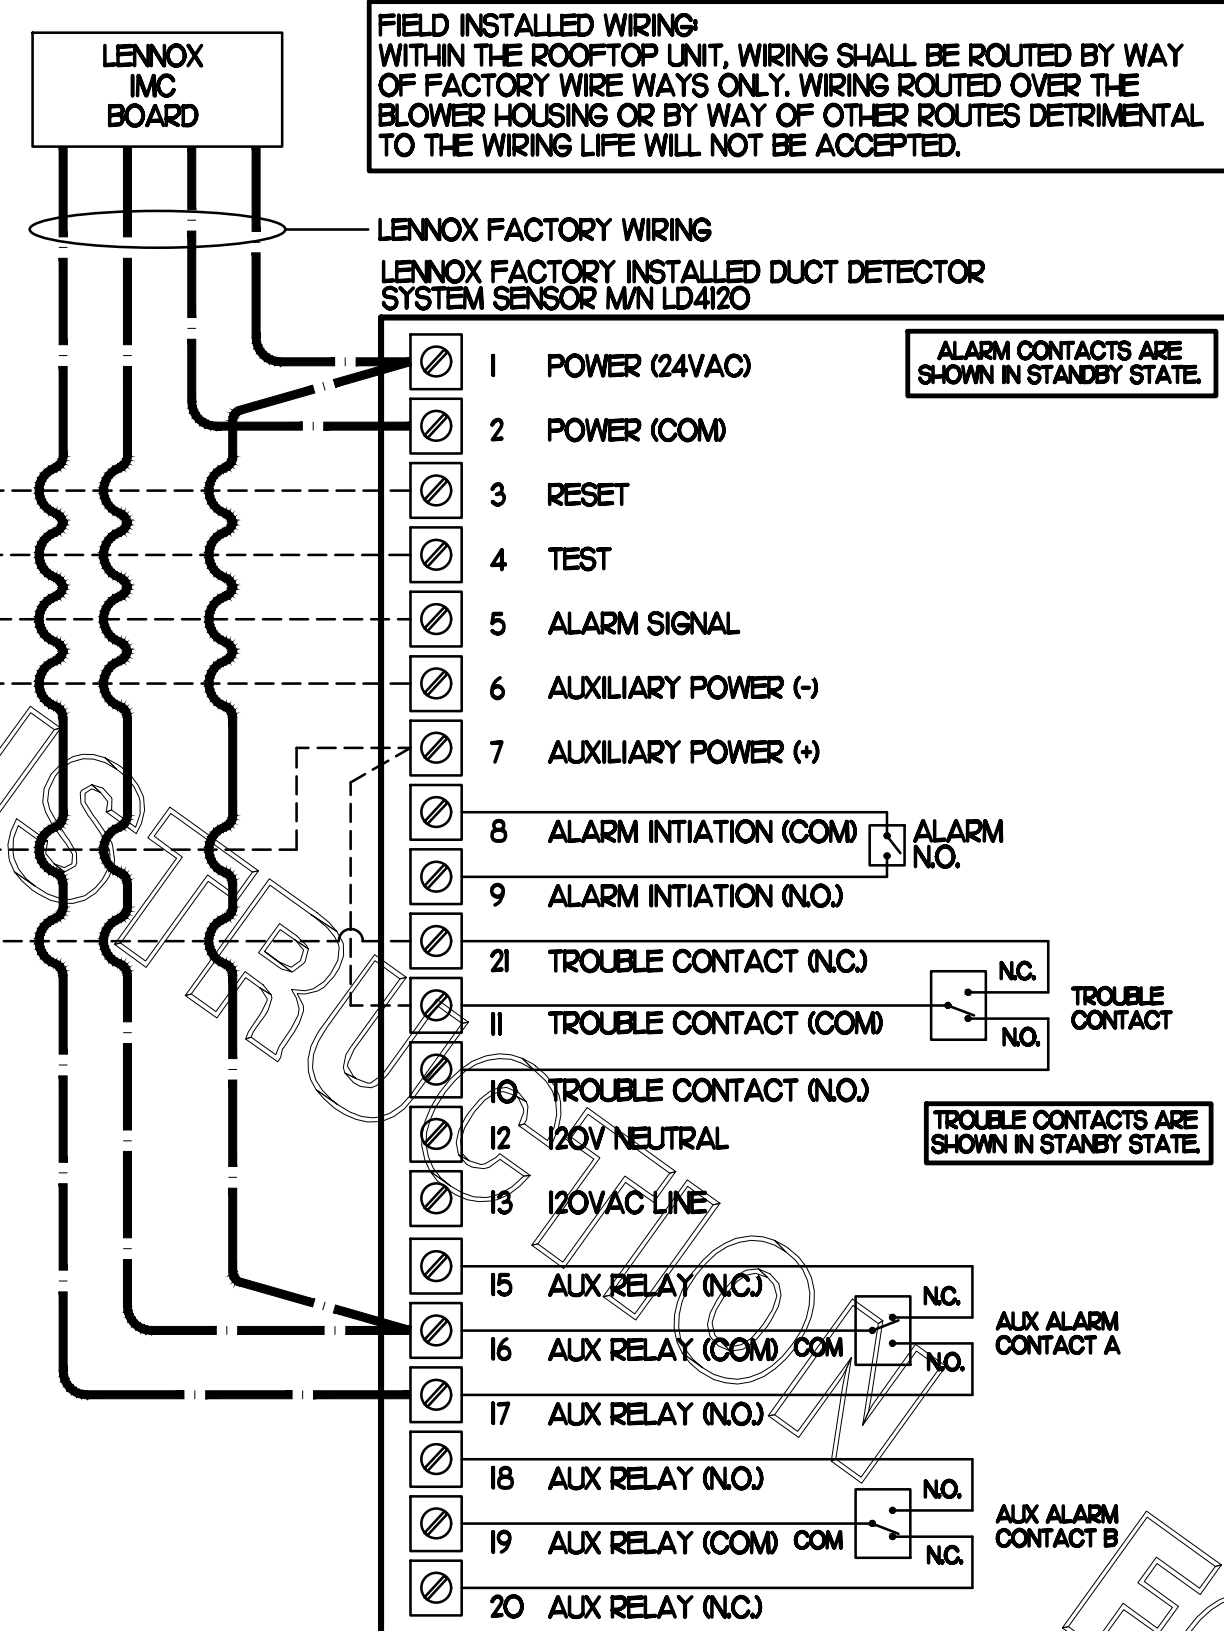 LENNOX
IMC
BOARD
FIELD INSTALLED WIRING:
WITHIN THE ROOFTOP UNIT, WIRING SHALL BE ROUTED BY WAY
OF FACTORY WIRE WAYS ONLY. WIRING ROUTED OVER THE
BLOWER HOUSING OR BY WAY OF OTHER ROUTES DETRIMENTAL
TO THE WIRING LIFE WILL NOT BE ACCEPTED.
LENNOX FACTORY WIRING
LENNOX FACTORY INSTALLED DUCT DETECTOR
SYSTEM SENSOR M/N LD4120
ALARM CONTACTS ARE
SHOWN IN STANDBY STATE.
1 POWER (24VAC)
2 POWER (COM)
3 RESET
4 TEST
5 ALARM SIGNAL
6 AUXILIARY POWER (-)
7 AUXILIARY POWER (+)
8 ALARM INTIATION (COM)
ALARM
N.O.
9 ALARM INTIATION (N.O.)
21 TROUBLE CONTACT (N.C.)
N.C.
TROUBLE
CONTACT
11 TROUBLE CONTACT (COM)
N.O.
10 TROUBLE CONTACT (N.O.)
TROUBLE CONTACTS ARE
SHOWN IN STANBY STATE.
12 120V NEUTRAL
13 120VAC LINE
15 AUX RELAY (N.C.)
N.C.
AUX ALARM
CONTACT A
16 AUX RELAY (COM) COM
N.O.
17 AUX RELAY (N.O.)
18 AUX RELAY (N.O.)
N.O.
AUX ALARM
CONTACT B
19 AUX RELAY (COM) COM
N.C.
20 AUX RELAY (N.C.)
STRUCTION